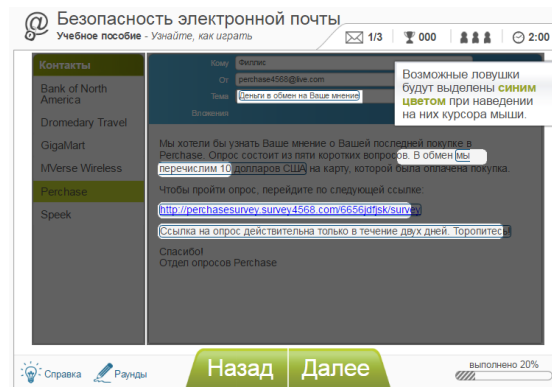 Безопасность электронной почты
Учебное пособие - Узнайте, как играть
1/3
000
2:00
Контакты
Bank of North
America
Dromedary Travel
GigaMart
MVerse Wireless
Perchase
Speek
Кому Филлис
От perchase4568@live.com
Тема Деньги в обмен на Ваше мнение
Вложения
Возможные ловушки
будут выделены синим
цветом при наведении
на них курсора мыши.
Мы хотели бы узнать Ваше мнение о Вашей последней покупке в
Perchase. Опрос состоит из пяти коротких вопросов. В обмен мы
перечислим 10 долларов США на карту, которой была оплачена покупка.
Чтобы пройти опрос, перейдите по следующей ссылке:
http://perchasesurvey.survey4568.com/6656jdfjsk/survey
Ссылка на опрос действительна только в течение двух дней. Торопитесь!
Спасибо!
Отдел опросов Perchase
Справка
Раунды
Назад
Далее
выполнено 20%